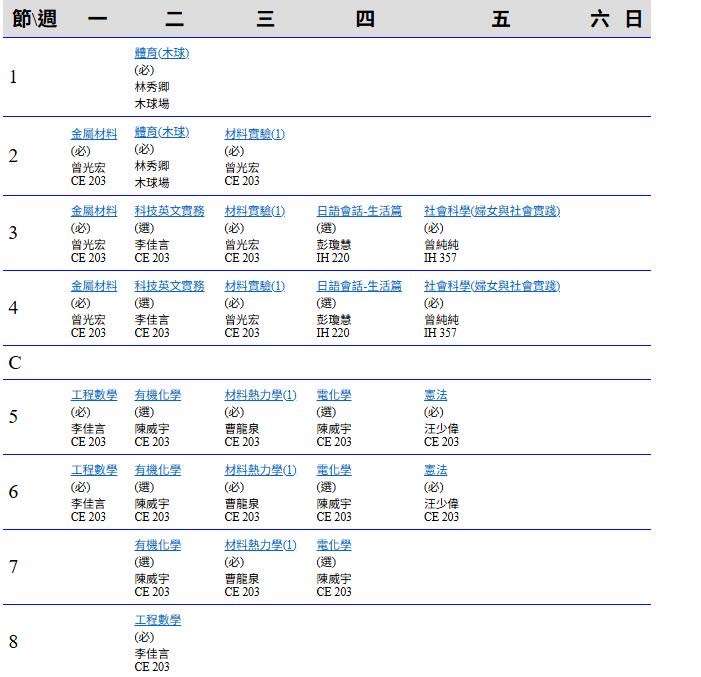 節\週 一 二 三 四 五 六 日
1
體育(木球)
(必)
林秀卿
木球場
2
金屬材料
(必)
曾光宏
CE 203
體育(木球)
(必)
林秀卿
木球場
材料實驗(1)
(必)
曾光宏
CE 203
3
金屬材料
(必)
曾光宏
CE 203
科技英文實務
(選)
李佳言
CE 203
材料實驗(1)
(必)
曾光宏
CE 203
日語會話-生活篇
(選)
彭瓊慧
IH 220
社會科學(婦女與社會實踐)
(必)
曾純純
IH 357
4
金屬材料
(必)
曾光宏
CE 203
科技英文實務
(選)
李佳言
CE 203
材料實驗(1)
(必)
曾光宏
CE 203
日語會話-生活篇
(選)
彭瓊慧
IH 220
社會科學(婦女與社會實踐)
(必)
曾純純
IH 357
C
5
工程數學
(必)
李佳言
CE 203
有機化學
(選)
陳威宇
CE 203
材料熱力學(1)
(必)
曹龍泉
CE 203
電化學
(選)
陳威宇
CE 203
憲法
(必)
汪少偉
CE 203
6
工程數學
(必)
李佳言
CE 203
有機化學
(選)
陳威宇
CE 203
材料熱力學(1)
(必)
曹龍泉
CE 203
電化學
(選)
陳威宇
CE 203
憲法
(必)
汪少偉
CE 203
7
有機化學
(選)
陳威宇
CE 203
材料熱力學(1)
(必)
曹龍泉
CE 203
電化學
(選)
陳威宇
CE 203
8
工程數學
(必)
李佳言
CE 203